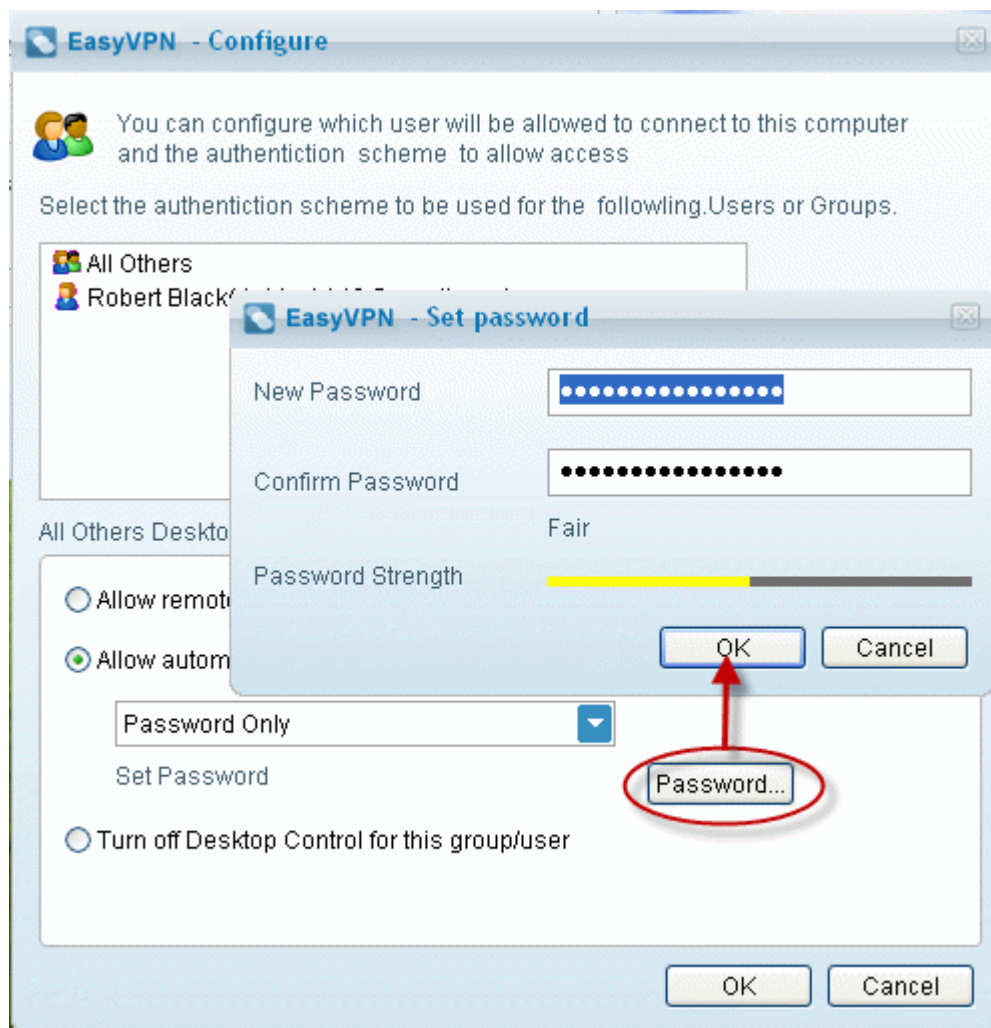 EasyVPN - Configure
You can configure which user will be allowed to connect to this computer
and the authentiction scheme to allow access
Select the authentiction scheme to be used for the followling.Users or Groups.
All Others
Robert Black
EasyVPN - Set password
New Password
Confirm Password
Fair
Password Strength
OK
Cancel
All Others
Allow
Allow
Password Only
Set Password
Password...
Turn off Desktop Control for this group/user
OK
Cancel